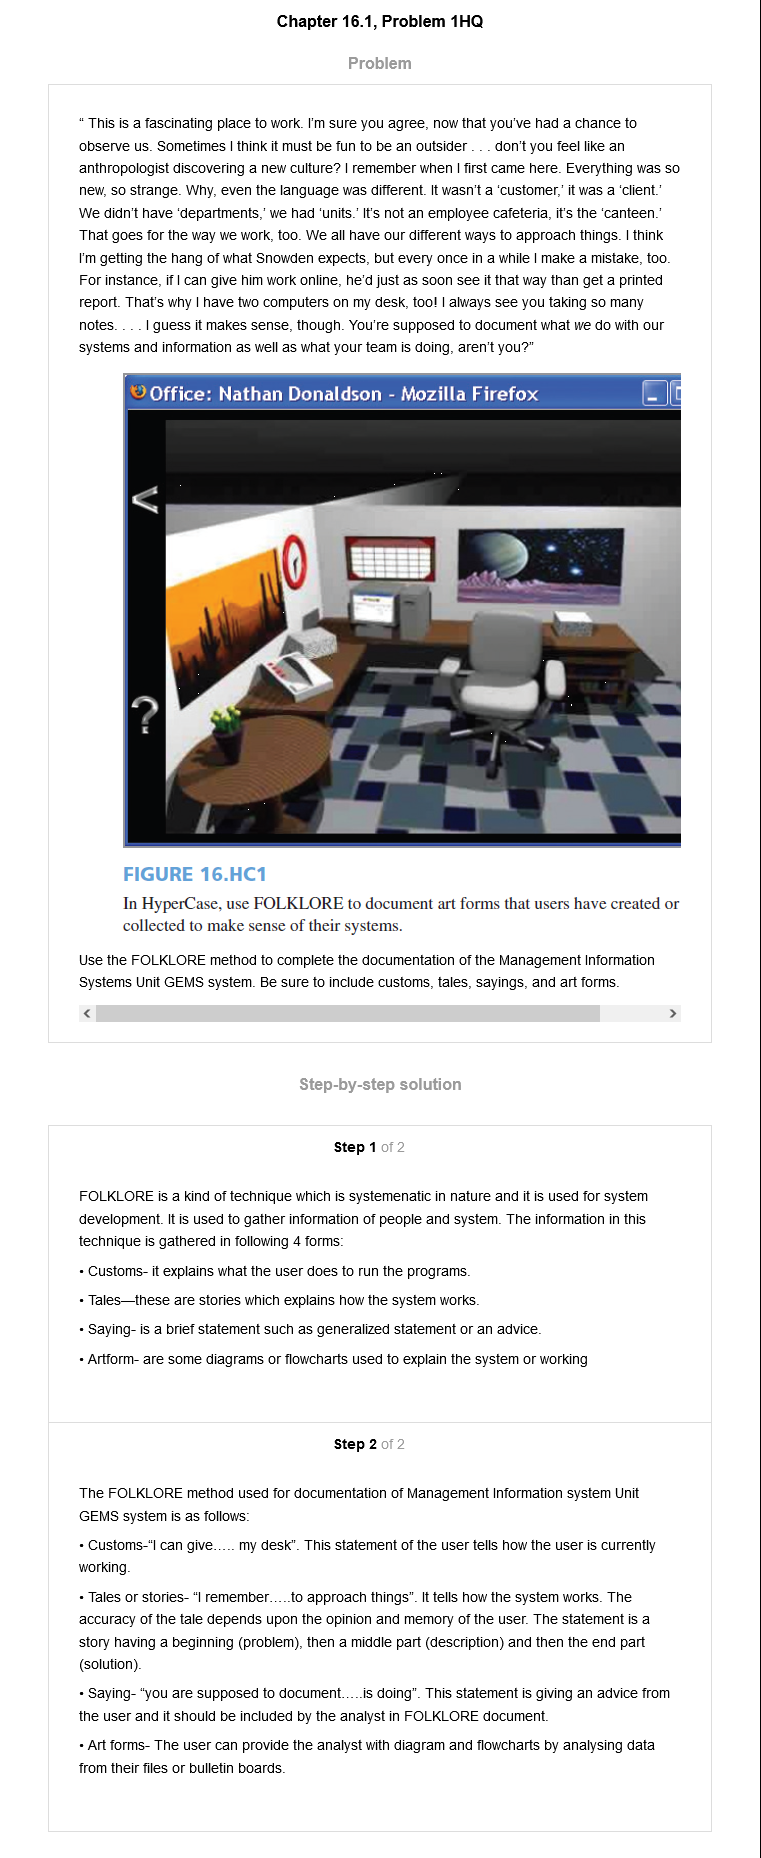 Chapter 16.1, Problem 1HQ
Problem
“ This is a fascinating place to work. I’m sure you agree, now that you’ve had a chance to
observe us. Sometimes I think it must be fun to be an outsider . . . don’t you feel like an
anthropologist discovering a new culture? I remember when I first came here. Everything was so
new, so strange. Why, even the language was different. It wasn’t a ‘customer,’ it was a ‘client.’
We didn’t have ‘departments,’ we had ‘units.’ It’s not an employee cafeteria, it’s the ‘canteen.’
That goes for the way we work, too. We all have our different ways to approach things. I think
I’m getting the hang of what Snowden expects, but every once in a while I make a mistake, too.
For instance, if I can give him work online, he’d just as soon see it that way than get a printed
report. That’s why I have two computers on my desk, too! I always see you taking so many
notes. . . . I guess it makes sense, though. You’re supposed to document what we do with our
systems and information as well as what your team is doing, aren’t you?”
Office: Nathan Donaldson - Mozilla Firefox
<
?
FIGURE 16.HC1
In HyperCase, use FOLKLORE to document art forms that users have created or
collected to make sense of their systems.
Use the FOLKLORE method to complete the documentation of the Management Information
Systems Unit GEMS system. Be sure to include customs, tales, sayings, and art forms.
Step-by-step solution
Step 1 of 2
FOLKLORE is a kind of technique which is systemenatic in nature and it is used for system
development. It is used to gather information of people and system. The information in this
technique is gathered in following 4 forms:
• Customs- it explains what the user does to run the programs.
• Tales—these are stories which explains how the system works.
• Saying- is a brief statement such as generalized statement or an advice.
• Artform- are some diagrams or flowcharts used to explain the system or working
Step 2 of 2
The FOLKLORE method used for documentation of Management Information system Unit
GEMS system is as follows:
• Customs-“I can give….. my desk”. This statement of the user tells how the user is currently
working.
• Tales or stories- “I remember…..to approach things”. It tells how the system works. The
accuracy of the tale depends upon the opinion and memory of the user. The statement is a
story having a beginning (problem), then a middle part (description) and then the end part
(solution).
• Saying- “you are supposed to document…..is doing”. This statement is giving an advice from
the user and it should be included by the analyst in FOLKLORE document.
• Art forms- The user can provide the analyst with diagram and flowcharts by analysing data
from their files or bulletin boards.